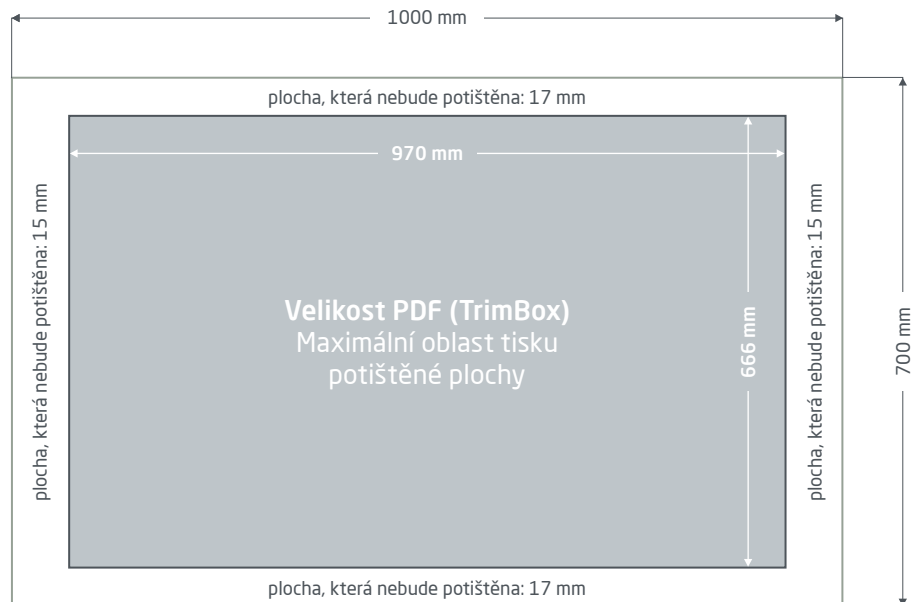 1000 mm
plocha, která nebude potištěna: 17 mm
970 mm
plocha, která nebude potištěna: 15 mm
Velikost PDF (TrimBox)
Maximální oblast tisku
potištěné plochy
666 mm
plocha, která nebude potištěna: 15 mm
700 mm
plocha, která nebude potištěna: 17 mm